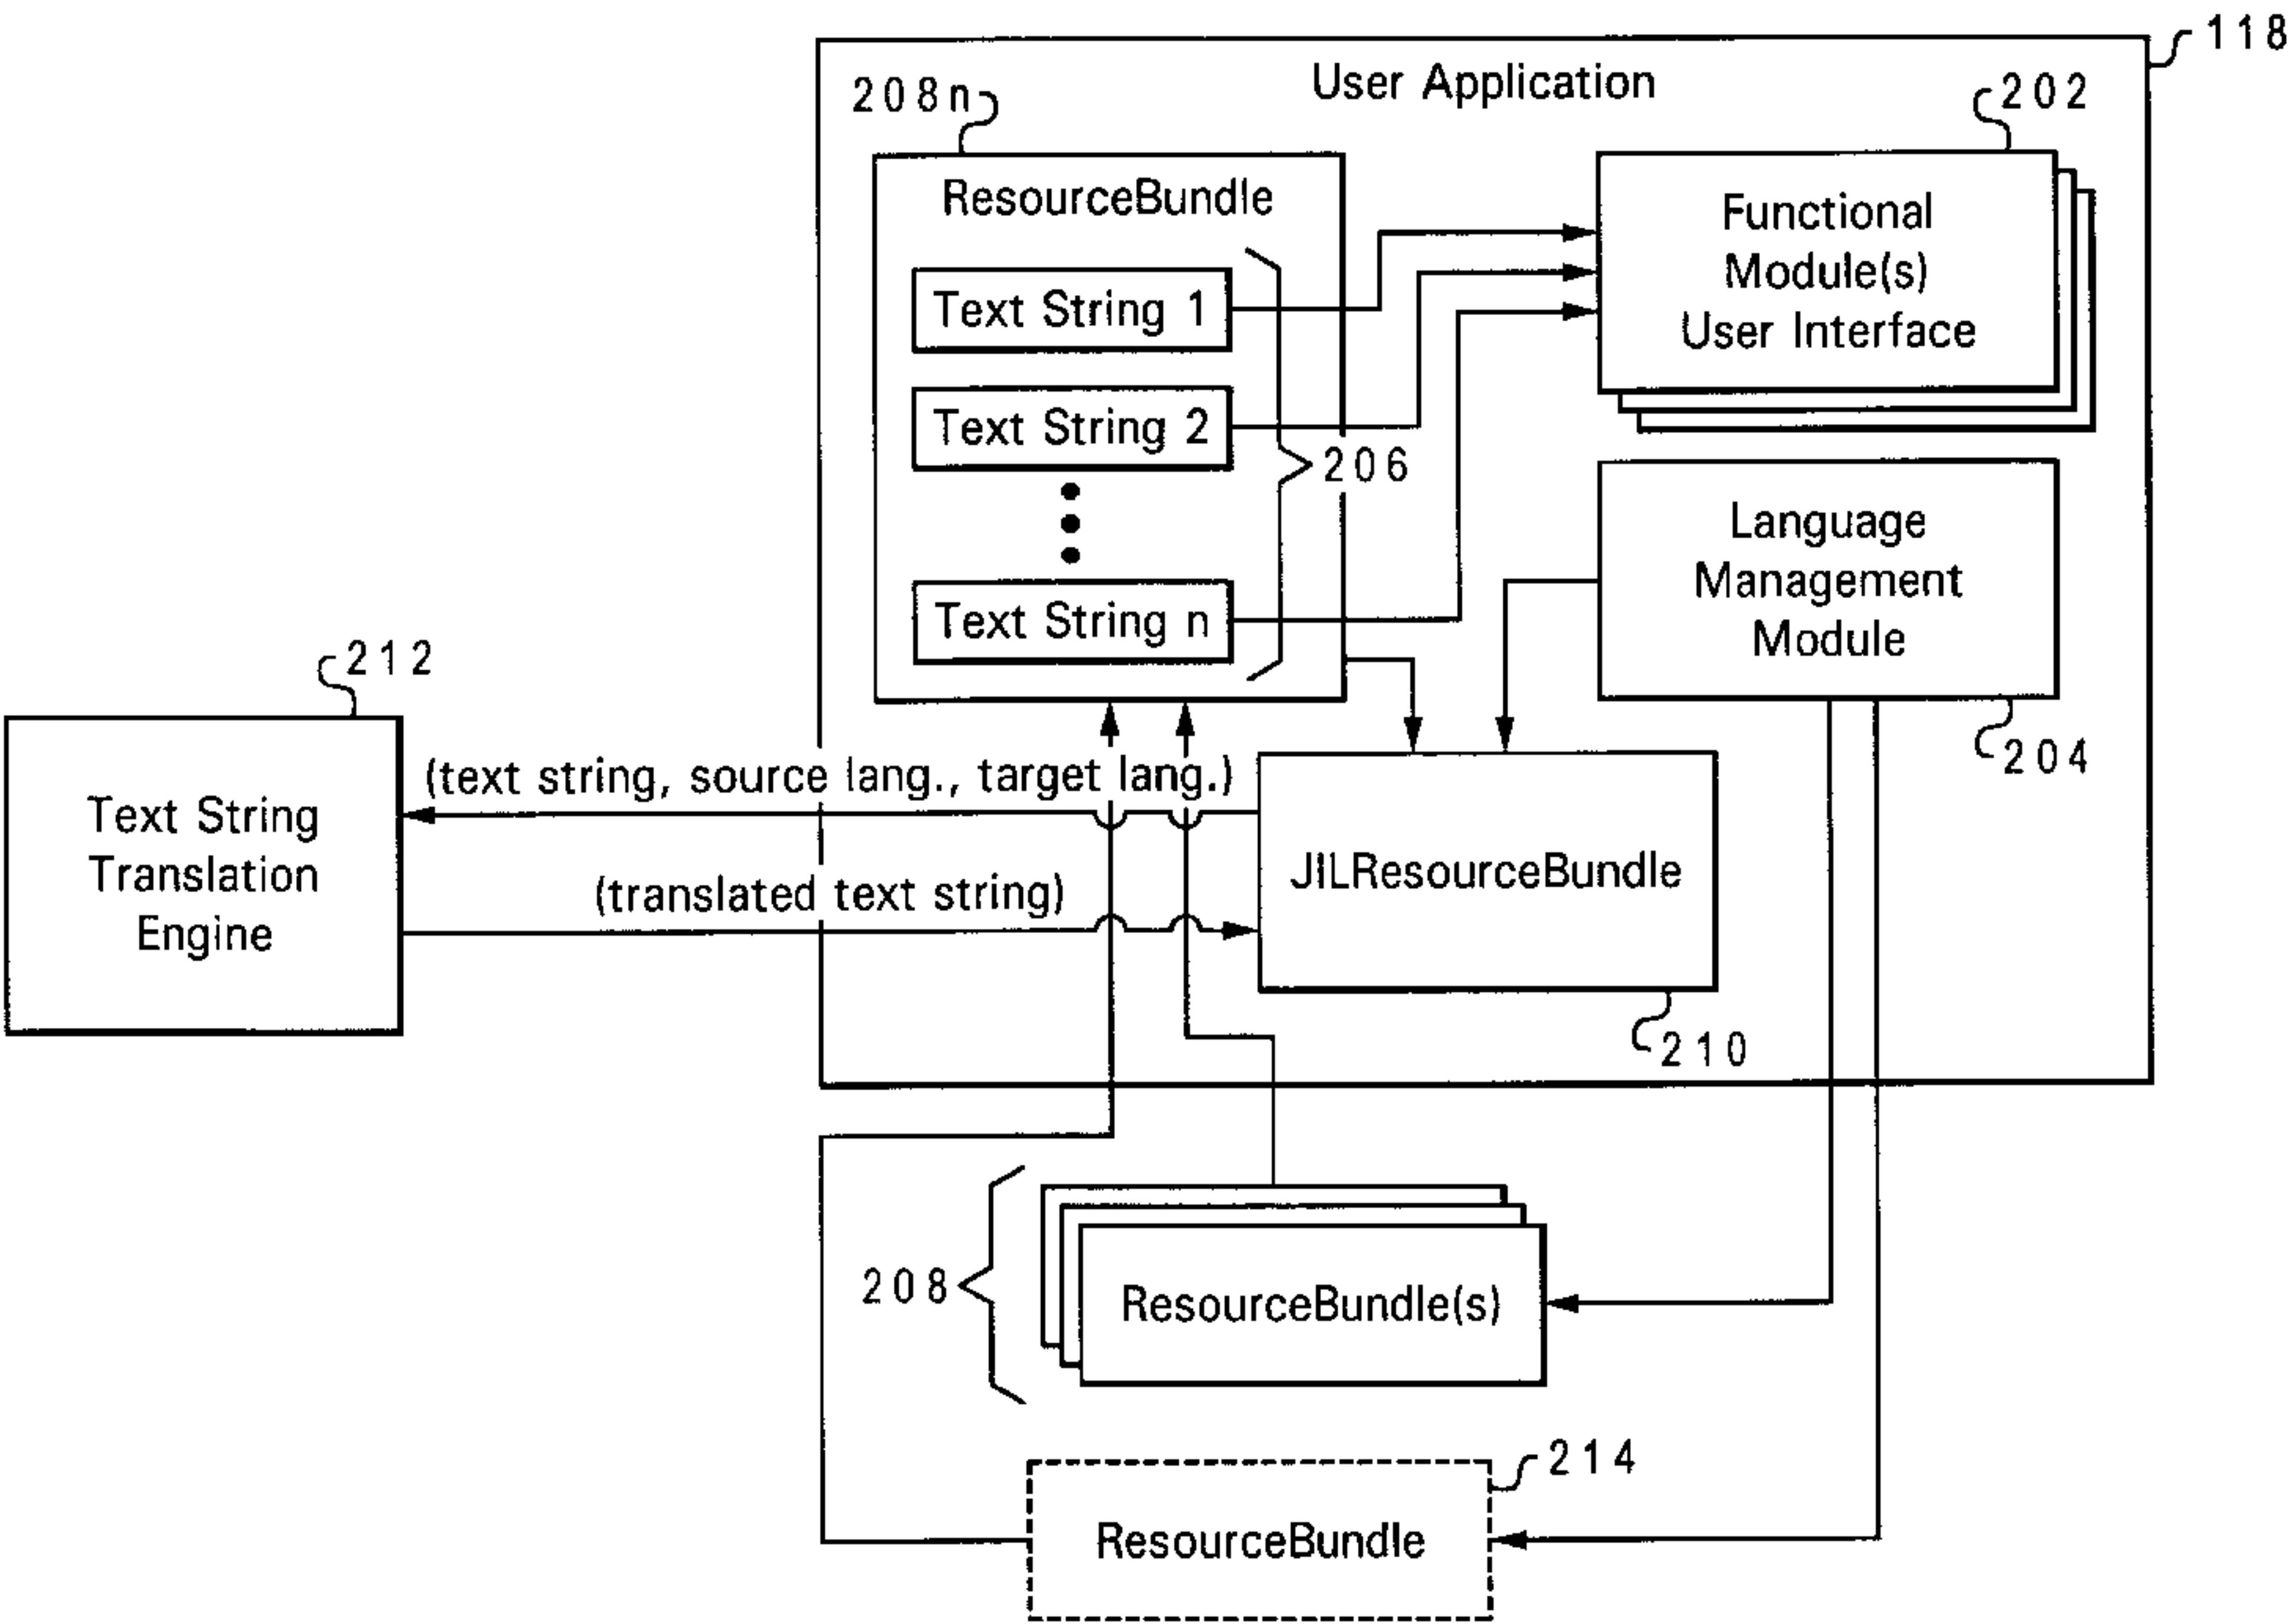 118
User Application
208n
202
ResourceBundle
Functional
Module(s)
User Interface
Text String 1
Text String 2
206
Text String n
Language
Management
Module
204
212
Text String
Translation
Engine
(text string, source lang., target lang.)
(translated text string)
JILResourceBundle
210
208
ResourceBundle(s)
214
ResourceBundle